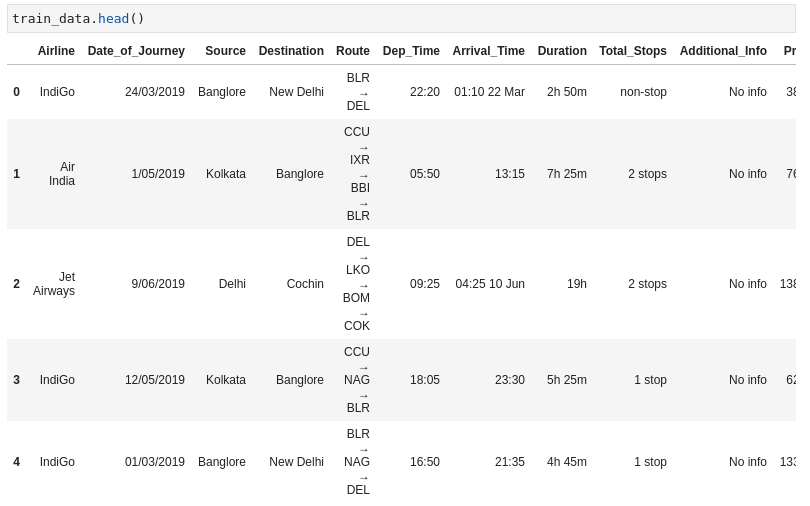 train_data.head()
Airline Date_of_Journey Source Destination Route Dep_Time Arrival_Time Duration Total_Stops Additional_Info Pr
0 IndiGo 24/03/2019 Banglore New Delhi BLR → DEL 22:20 01:10 22 Mar 2h 50m non-stop No info 38
1 Air India 1/05/2019 Kolkata Banglore CCU → IXR → BBI → BLR 05:50 13:15 7h 25m 2 stops No info 76
2 Jet Airways 9/06/2019 Delhi Cochin DEL → LKO → BOM → COK 09:25 04:25 10 Jun 19h 2 stops No info 138
3 IndiGo 12/05/2019 Kolkata Banglore CCU → NAG → BLR 18:05 23:30 5h 25m 1 stop No info 62
4 IndiGo 01/03/2019 Banglore New Delhi BLR → NAG → DEL 16:50 21:35 4h 45m 1 stop No info 133